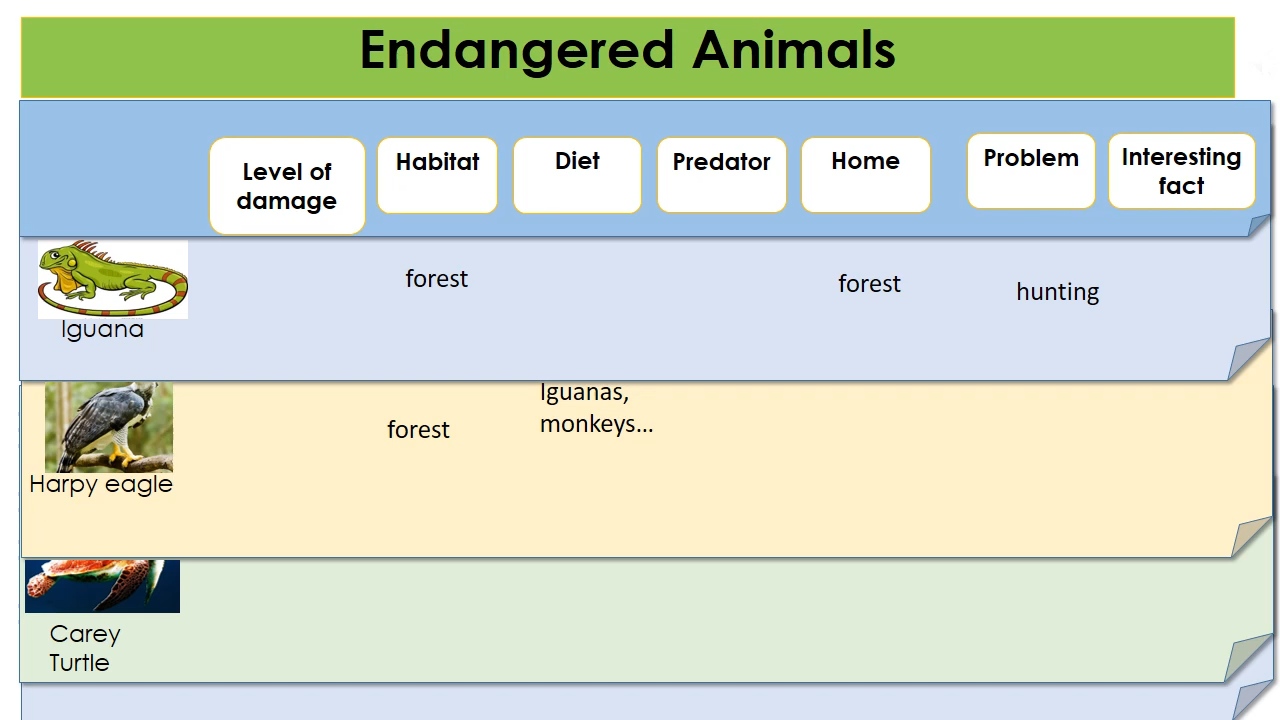 Endangered Animals
Level of
damage
Habitat
Diet
Predator
Home
Problem
Interesting
fact
forest
forest
hunting
Iguana
Iguanas,
monkeys...
forest
Harpy eagle
Carey
Turtle